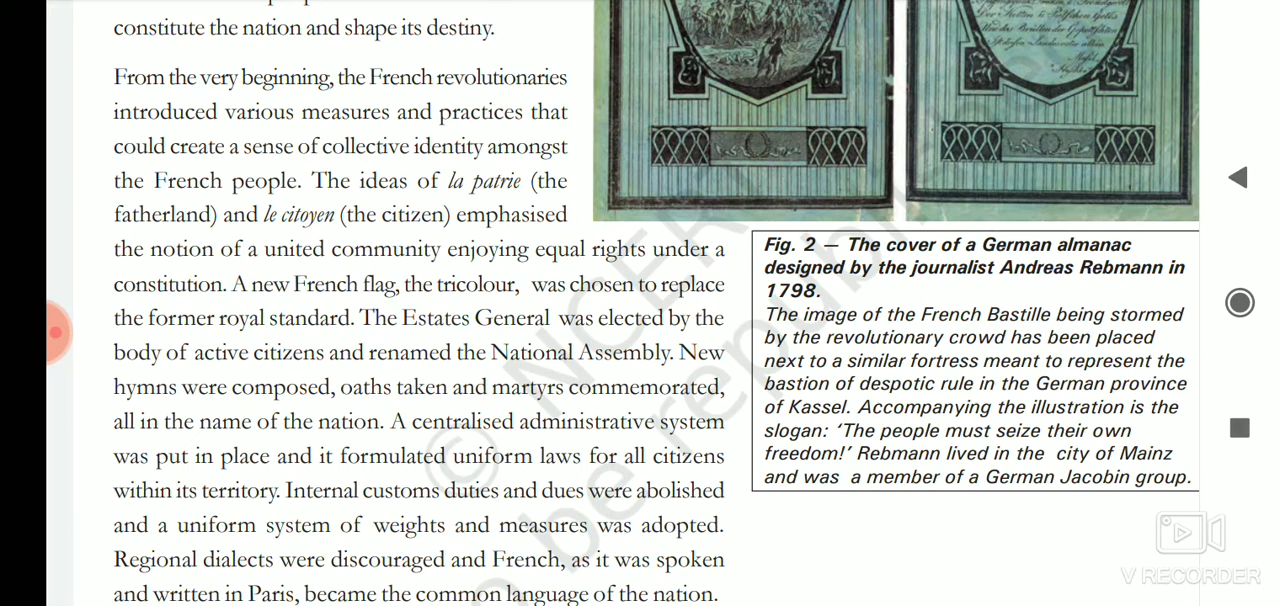 constitute the nation and shape its destiny.
From the very beginning, the French revolutionaries
introduced various measures and practices that
could create a sense of collective identity amongst
the French people. The ideas of la patrie (the
fatherland) and le citoyen (the citizen) emphasised
the notion of a united community enjoying equal rights under a
constitution. A new French flag, the tricolour, was chosen to replace
the former royal standard. The Estates General was elected by the
body of active citizens and renamed the National Assembly. New
hymns were composed, oaths taken and martyrs commemorated,
all in the name of the nation. A centralised administrative system
was put in place and it formulated uniform laws for all citizens
within its territory. Internal customs duties and dues were abolished
and a uniform system of weights and measures was adopted.
Regional dialects were discouraged and French, as it was spoken
and written in Paris, became the common language of the nation.
Fig. 2 — The cover of a German almanac
designed by the journalist Andreas Rebmann in
1798.
The image of the French Bastille being stormed
by the revolutionary crowd has been placed
next to a similar fortress meant to represent the
bastion of despotic rule in the German province
of Kassel. Accompanying the illustration is the
slogan: ‘The people must seize their own
freedom!’ Rebmann lived in the city of Mainz
and was a member of a German Jacobin group.
© NCERT
be republi
V RECORDER